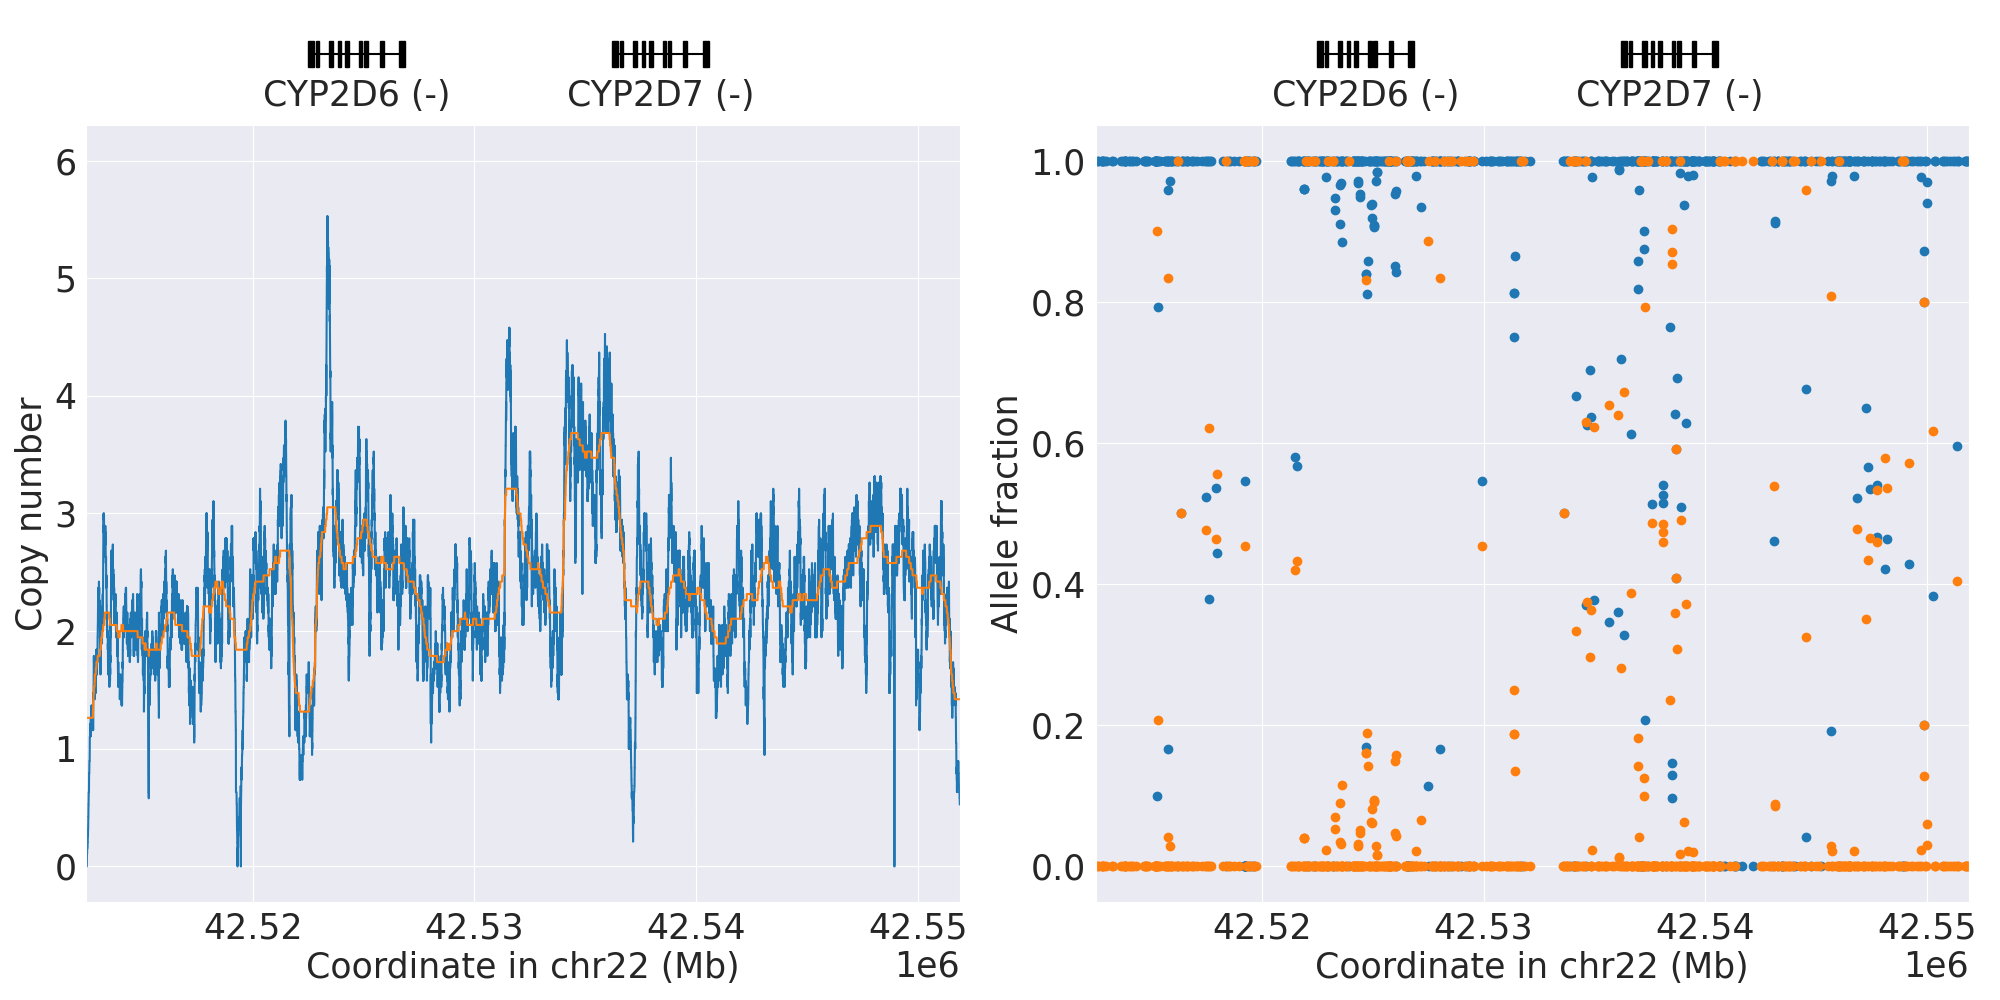 CYP2D6 (-) CYP2D7 (-)
6
5
4
3
2
1
0
Copy number
42.52 42.53 42.54 42.55
Coordinate in chr22 (Mb) 1e6
CYP2D6 (-) CYP2D7 (-)
1.0
0.8
0.6
0.4
0.2
0.0
Allele fraction
42.52 42.53 42.54 42.55
Coordinate in chr22 (Mb) 1e6